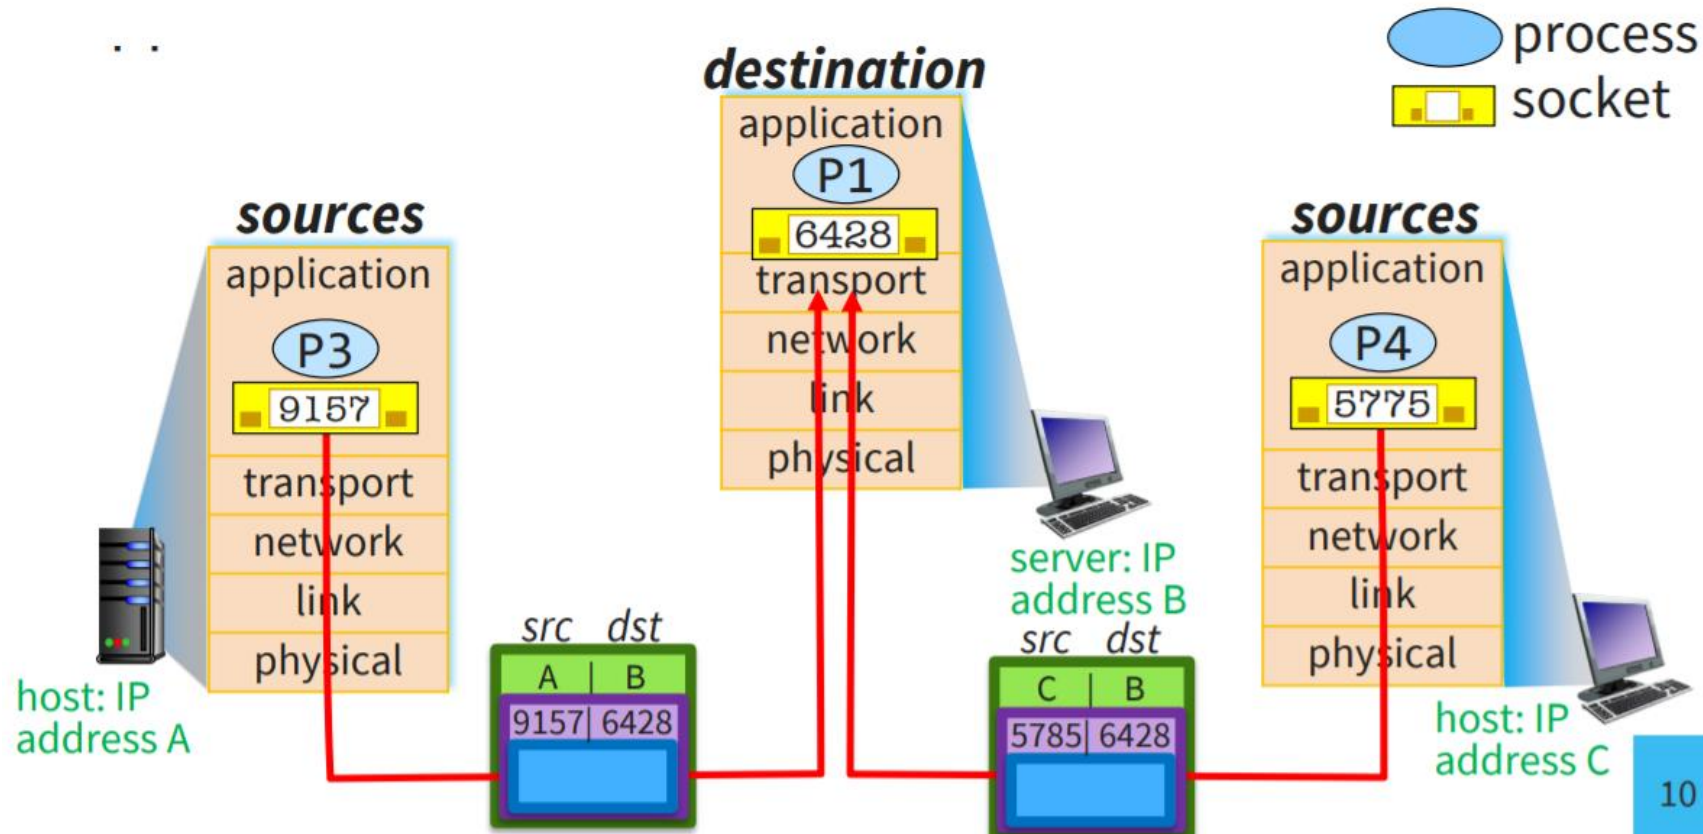 process
socket
destination
application
P1
6428
transport
network
link
physical
server: IP
address B
sources
application
P3
9157
transport
network
link
physical
host: IP
address A
src dst
A | B
9157| 6428
sources
application
P4
5775
transport
network
link
physical
host: IP
address C
src dst
C | B
5785| 6428
10